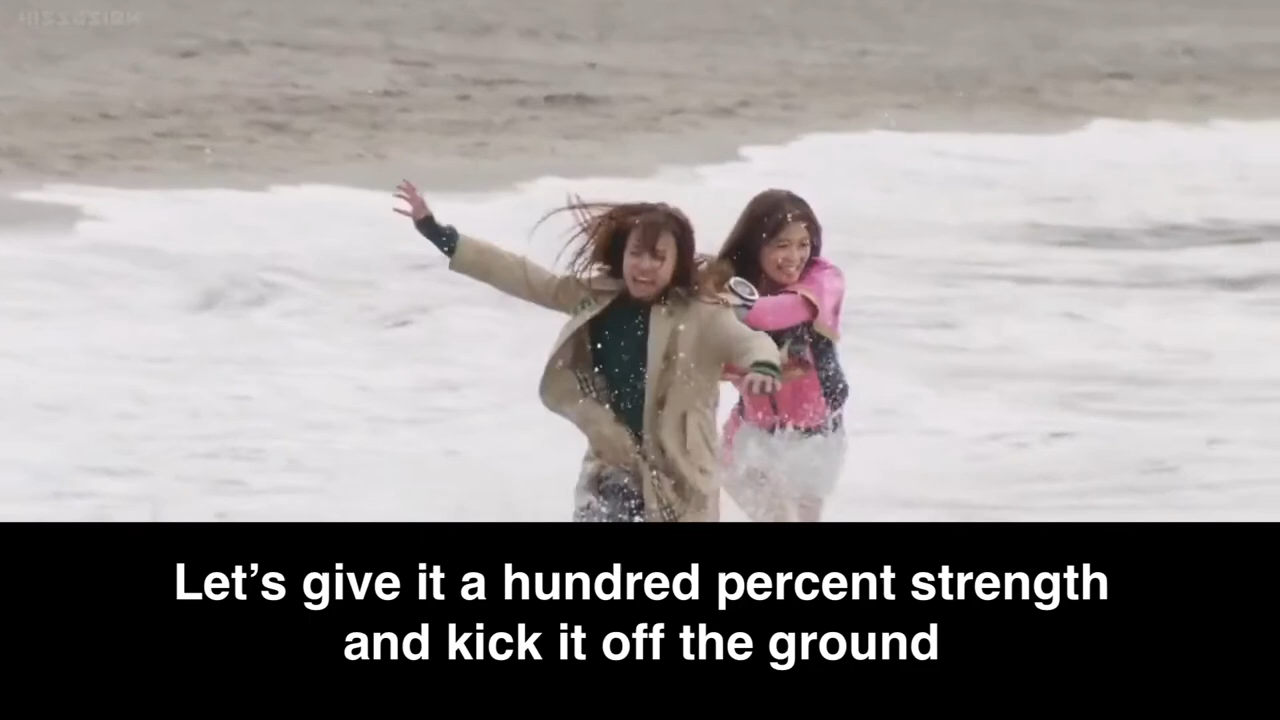 Let’s give it a hundred percent strength
and kick it off the ground